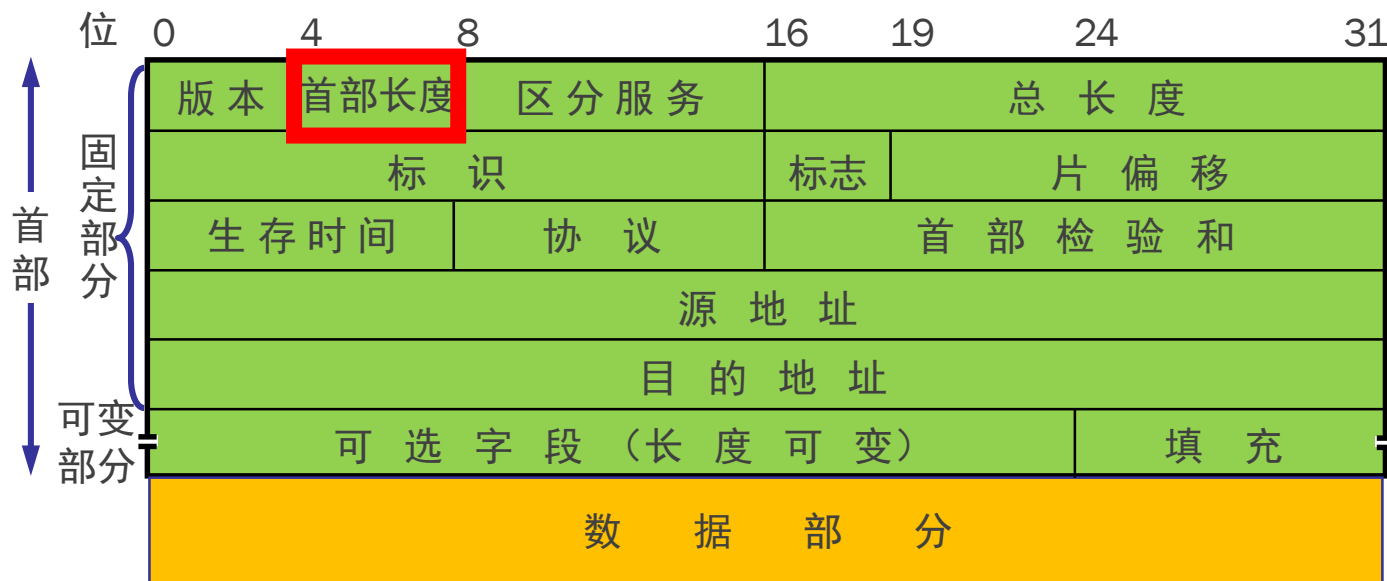 位 0 4 8 16 19 24 31
版本 首部长度 区分服务 总长度
标识 标志 片偏移
生存时间 协议 首部检验和
源地址
目的地址
可选字段（长度可变） 填充
数据部分
首部
固定部分
可变部分